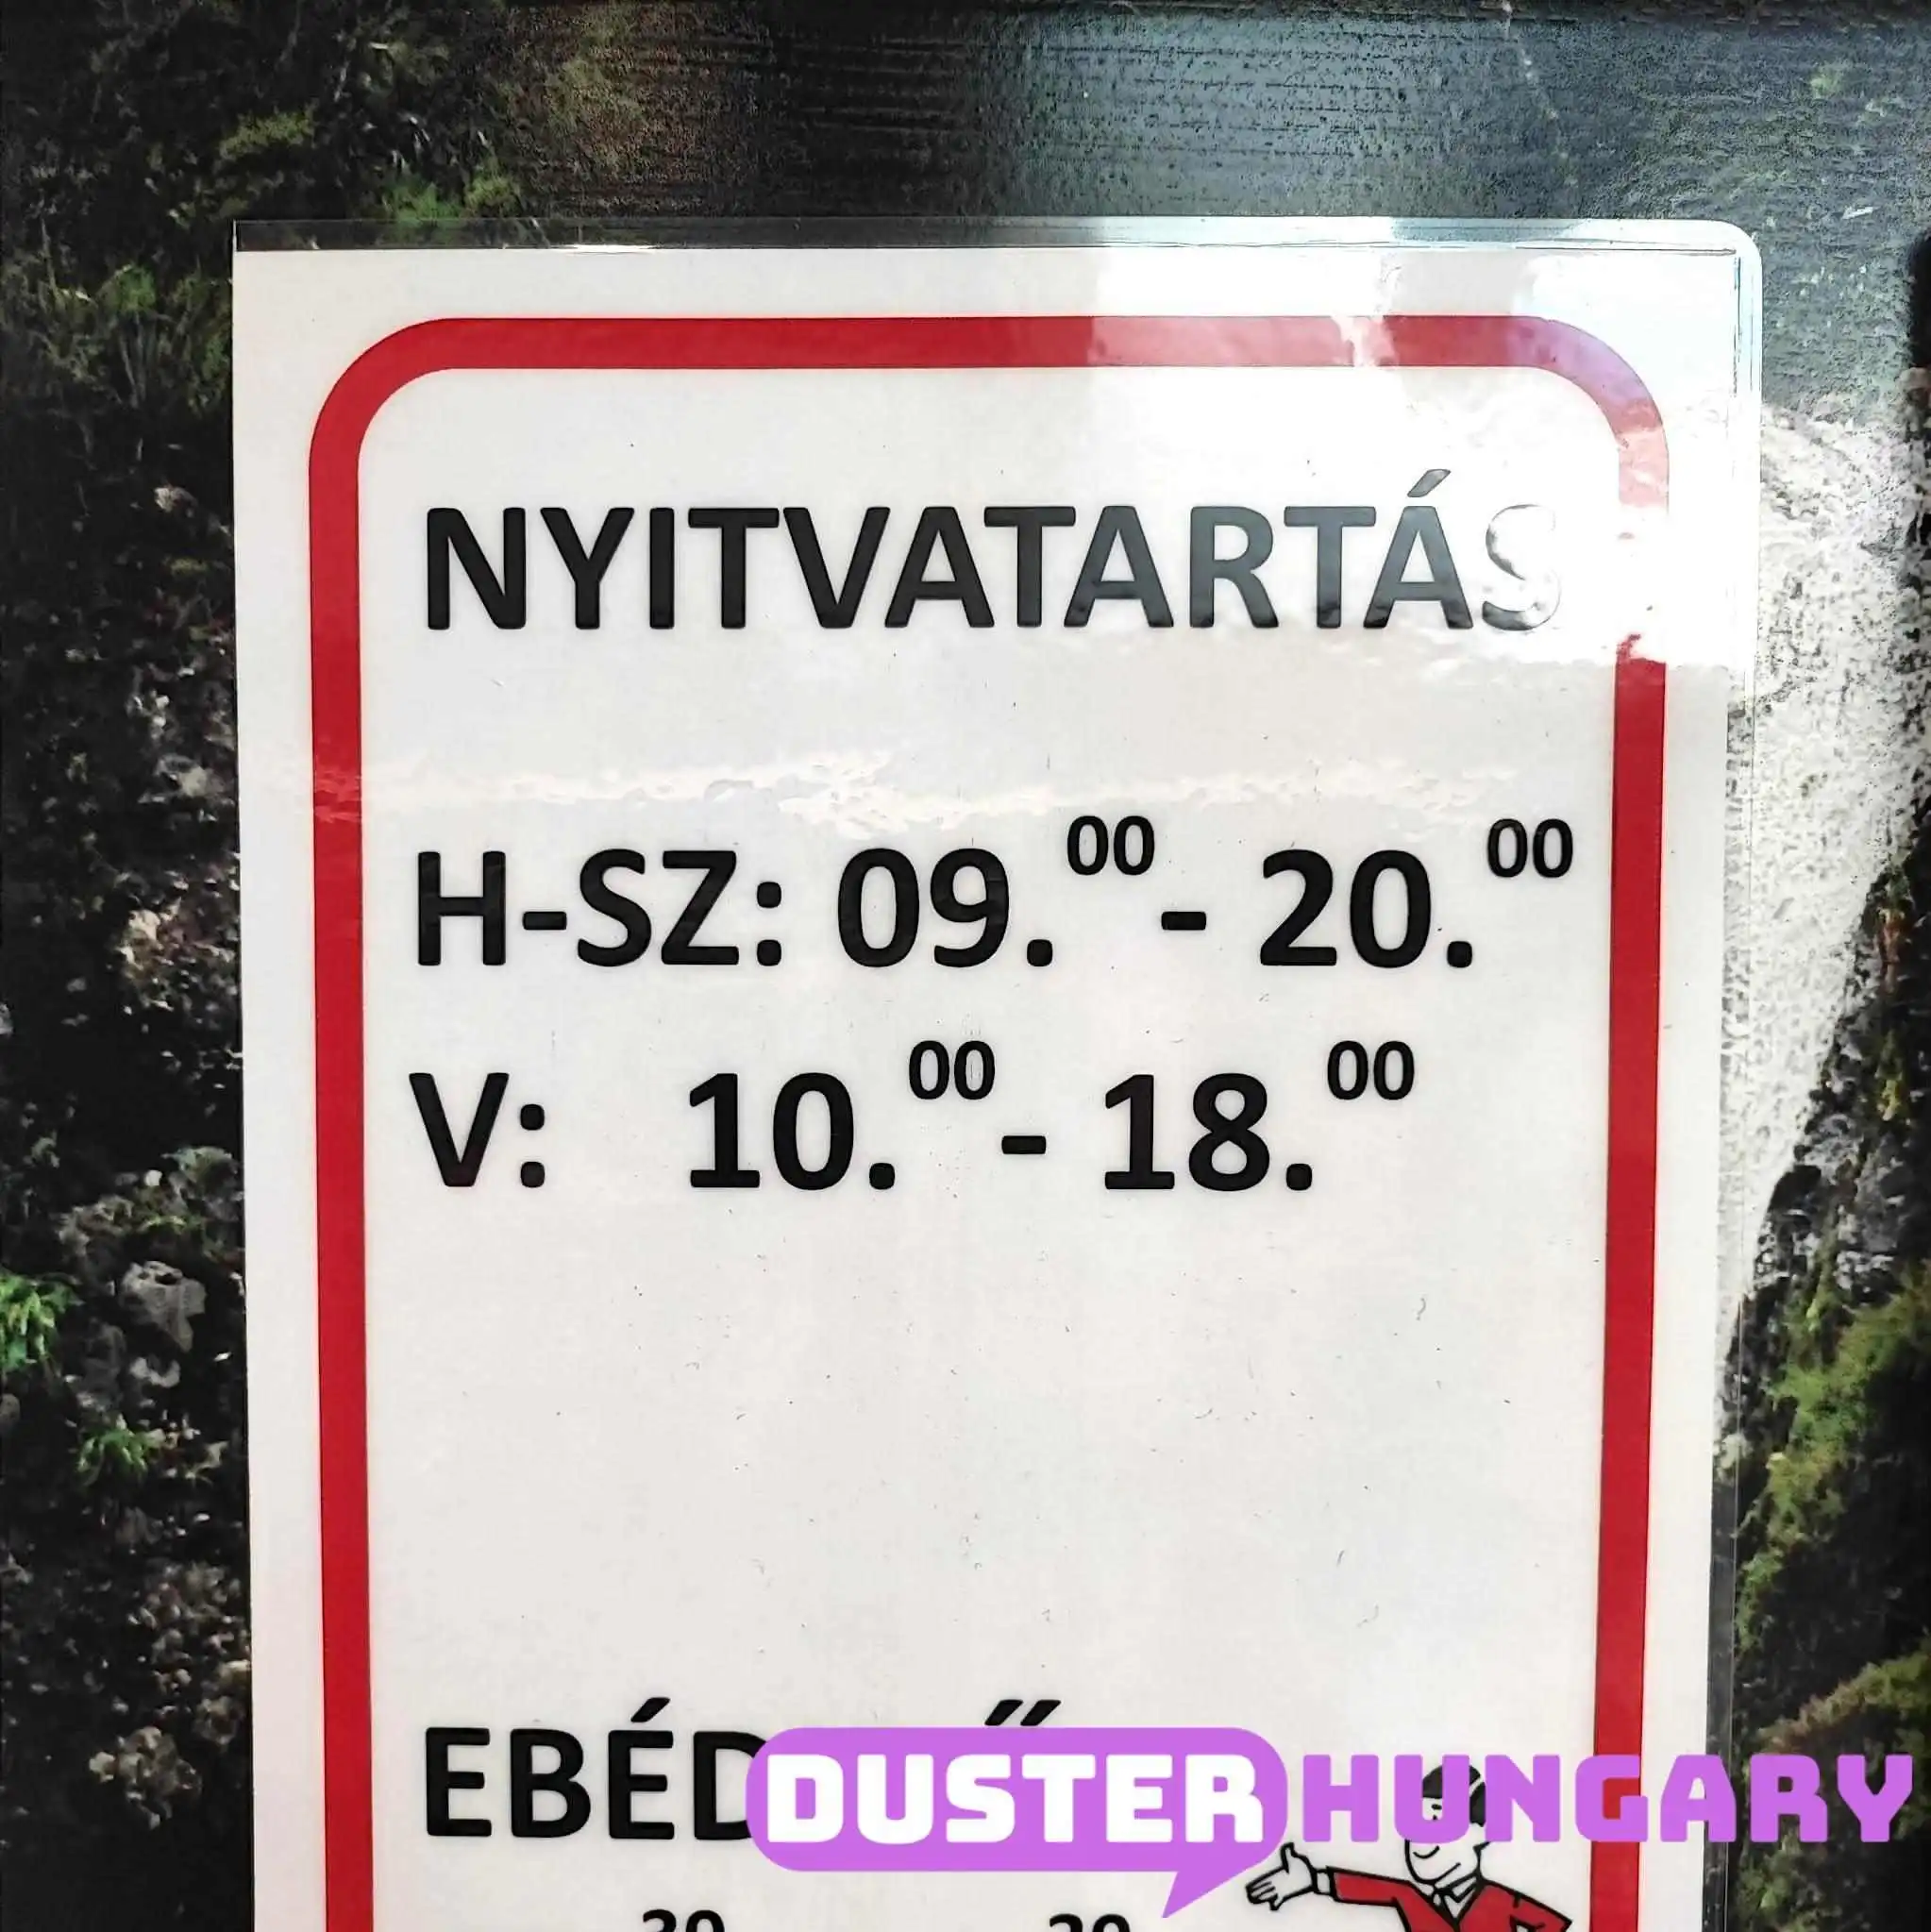 NYITVATARTÁS
H-SZ: 09.⁰⁰- 20.⁰⁰
V: 10.⁰⁰- 18.⁰⁰
DUSTER HUNGARY